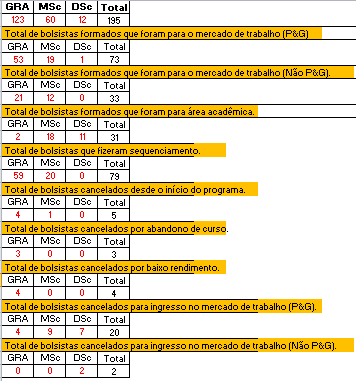 GRA MSc DSc Total
123 60 12 195
Total de bolsistas formados que foram para o mercado de trabalho (P&G)
GRA MSc DSc Total
53 19 1 73
Total de bolsistas formados que foram para o mercado de trabalho (Não P&G).
GRA MSc DSc Total
21 12 0 33
Total de bolsistas formados que foram para área acadêmica.
GRA MSc DSc Total
2 18 11 31
Total de bolsistas que fizeram sequenciamento.
GRA MSc DSc Total
59 20 0 79
Total de bolsistas cancelados desde o início do programa.
GRA MSc DSc Total
4 1 0 5
Total de bolsistas cancelados por abandono de curso.
GRA MSc DSc Total
3 0 0 3
Total de bolsistas cancelados por baixo rendimento.
GRA MSc DSc Total
4 0 0 4
Total de bolsistas cancelados para ingresso no mercado de trabalho (P&G).
GRA MSc DSc Total
4 9 7 20
Total de bolsistas cancelados para ingresso no mercado de trabalho (Não P&G).
GRA MSc DSc Total
0 0 2 2